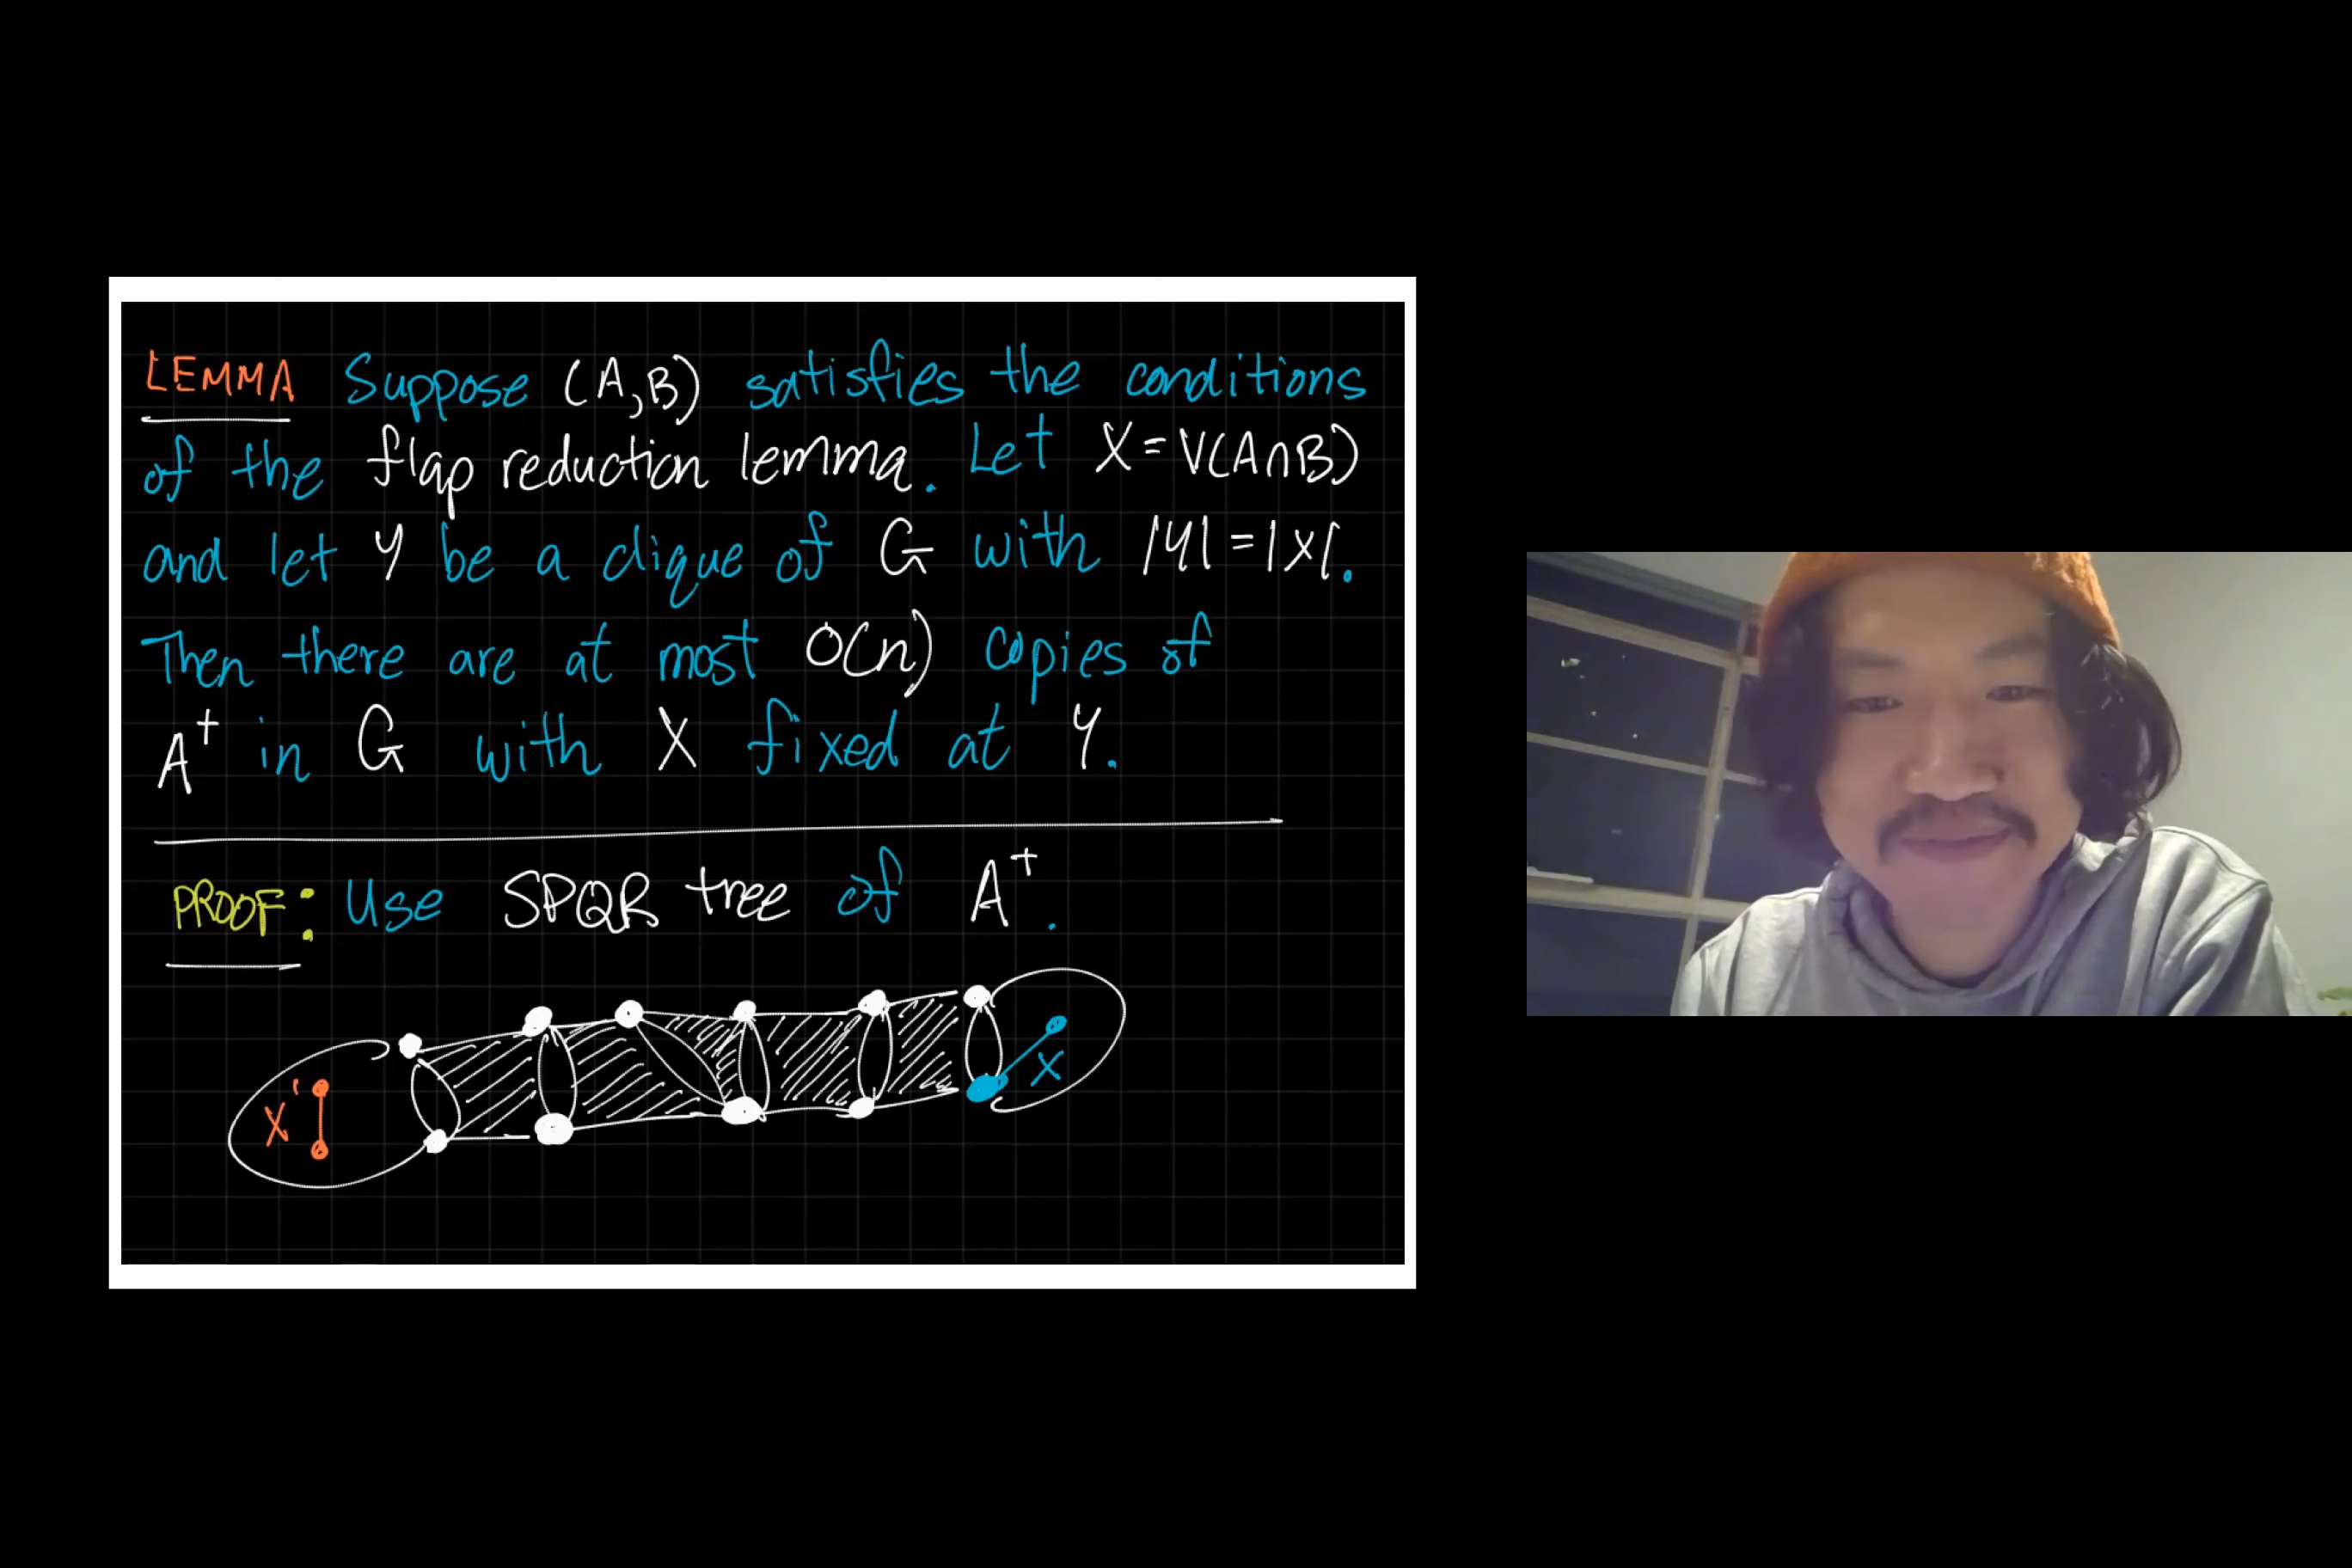 LEMMA Suppose (A,B) satisfies the conditions
of the flap reduction lemma. Let X = V(A∩B)
and let Y be a clique of G with |Y| = |X|.
Then there are at most O(n) copies of
A⁺ in G with X fixed at Y.
PROOF: Use SPQR tree of A⁺.
X' X